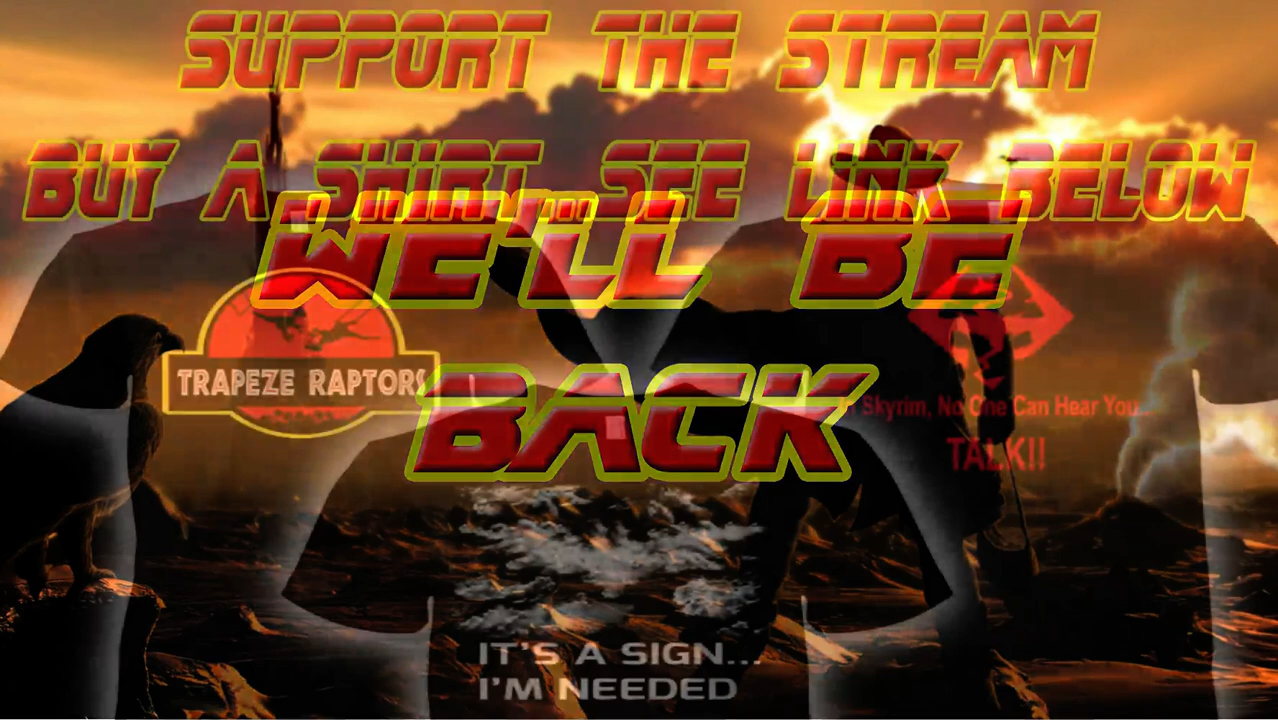 SUPPORT THE STREAM
BUY A SHIRT SEE LINK BELOW
WE'LL BE
BACK
TRAPEZE RAPTORS
Skyrim, No One Can Hear You...
TALK!!
IT'S A SIGN...
I'M NEEDED